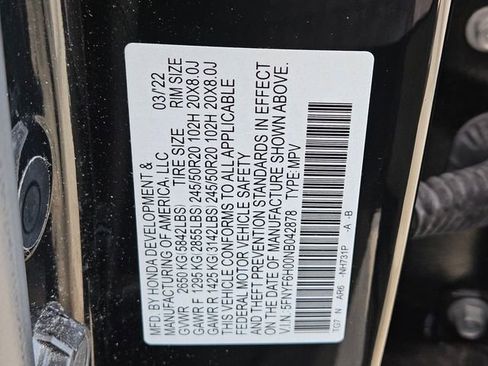 MFD BY HONDA DEVELOPMENT & 03/22
MANUFACTURING OF AMERICA, LLC
GVWR 2650 KG (5842LBS) TIRE SIZE RIM SIZE
GAWR F 1295 KG (2855LBS) 245/50R20 102H 20X8.0J
GAWR R 1425 KG (3142LBS) 245/50R20 102H 20X8.0J
THIS VEHICLE CONFORMS TO ALL APPLICABLE
FEDERAL MOTOR VEHICLE SAFETY
AND THEFT PREVENTION STANDARDS IN EFFECT
ON THE DATE OF MANUFACTURE SHOWN ABOVE.
V.I.N. 5FNYF8H00NB042878 TYPE: MPV
TG7 N AR6 -NH731P -A -B